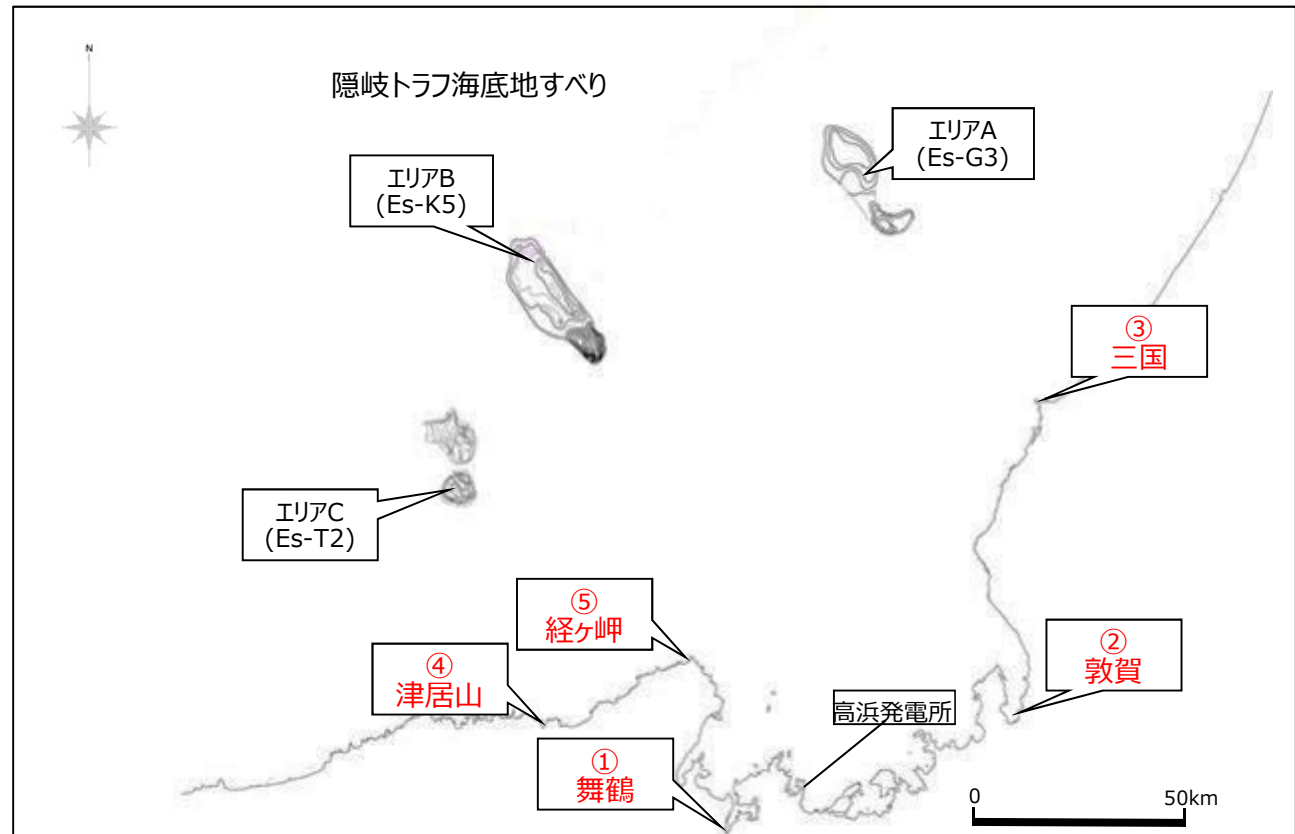 N
隠岐トラフ海底地すべり
エリアA
(Es-G3)
エリアB
(Es-K5)
③
三国
エリアC
(Es-T2)
⑤
経ヶ岬
④
津居山
②
敦賀
高浜発電所
①
舞鶴
0
50km